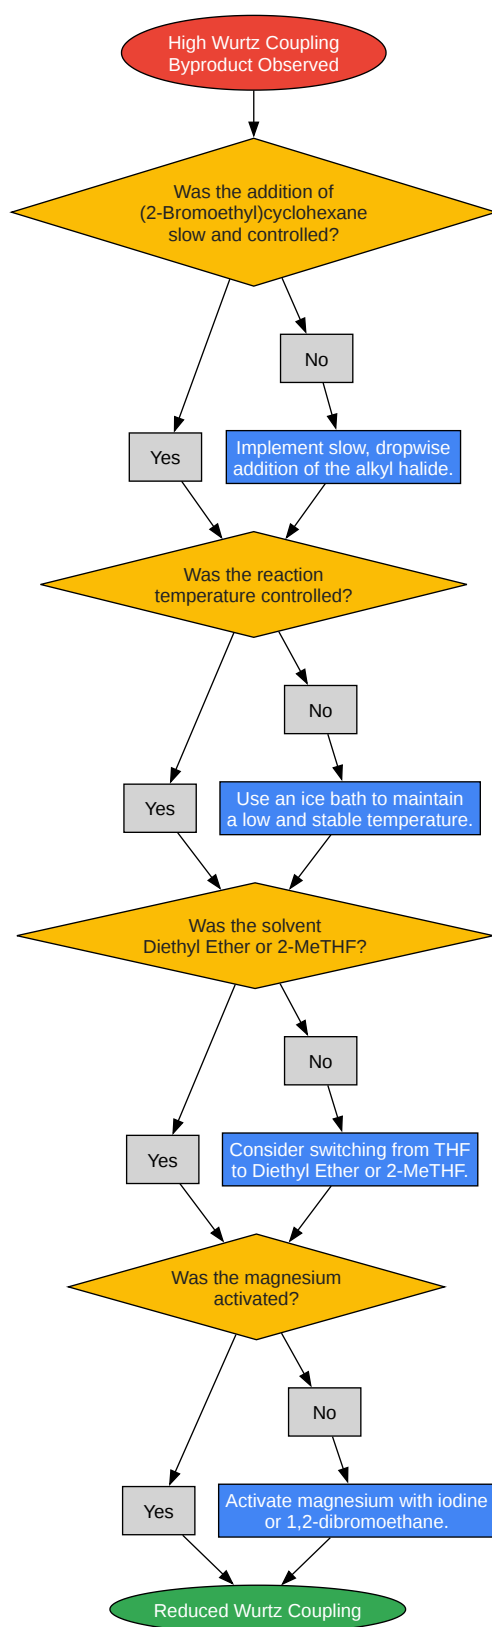 High Wurtz Coupling
Byproduct Observed
Was the addition of
(2-Bromoethyl)cyclohexane
slow and controlled?
No
Yes
Implement slow, dropwise
addition of the alkyl halide.
Was the reaction
temperature controlled?
No
Yes
Use an ice bath to maintain
a low and stable temperature.
Was the solvent
Diethyl Ether or 2-MeTHF?
No
Yes
Consider switching from THF
to Diethyl Ether or 2-MeTHF.
Was the magnesium
activated?
No
Yes
Activate magnesium with iodine
or 1,2-dibromoethane.
Reduced Wurtz Coupling